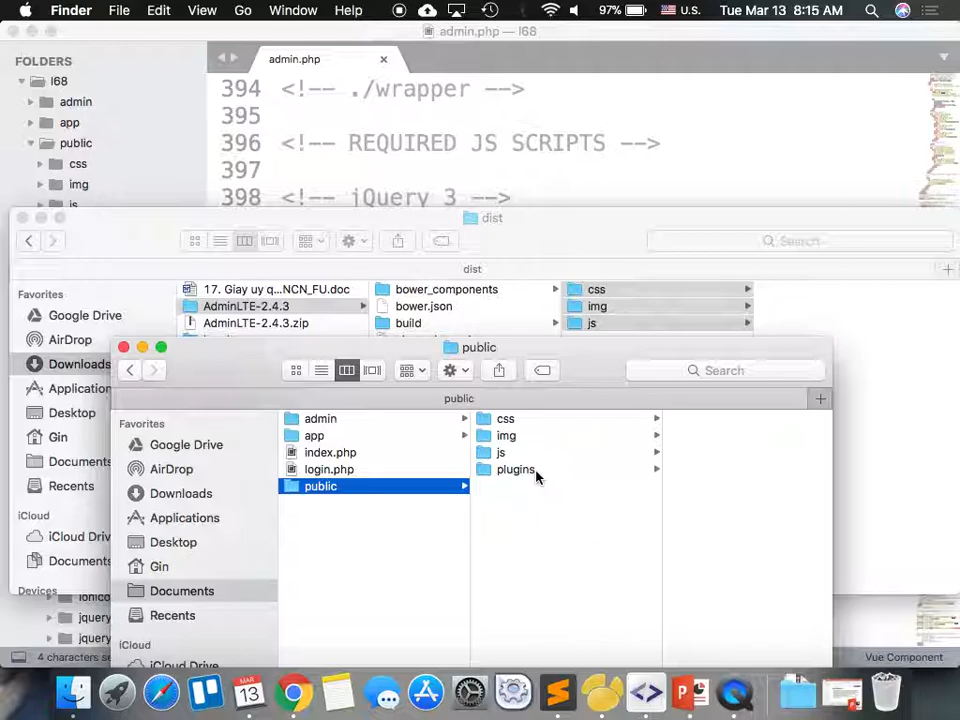 Finder File Edit View Go Window Help 97% U.S. Tue Mar 13 8:15 AM
admin.php — l68
FOLDERS
l68
admin
app
public
css
img
js
admin.php
394 <!-- ./wrapper -->
395
396 <!-- REQUIRED JS SCRIPTS -->
397
398 <!-- jQuery 3 -->
dist
Search
dist
Favorites
Google Drive
AirDrop
Downloads
Desktop
Gin
Recents
iCloud
iCloud Driv
Devices
17. Giay uy q...NCN_FU.doc
AdminLTE-2.4.3
AdminLTE-2.4.3.zip
bower_components
bower.json
build
css
img
js
public
Search
public
Favorites
Google Drive
AirDrop
Downloads
Applications
Desktop
Gin
Documents
Recents
iCloud
iCloud Drive
admin
app
index.php
login.php
public
css
img
js
plugins
jquery
jquery
4 characters se
Vue Component
MAR
13